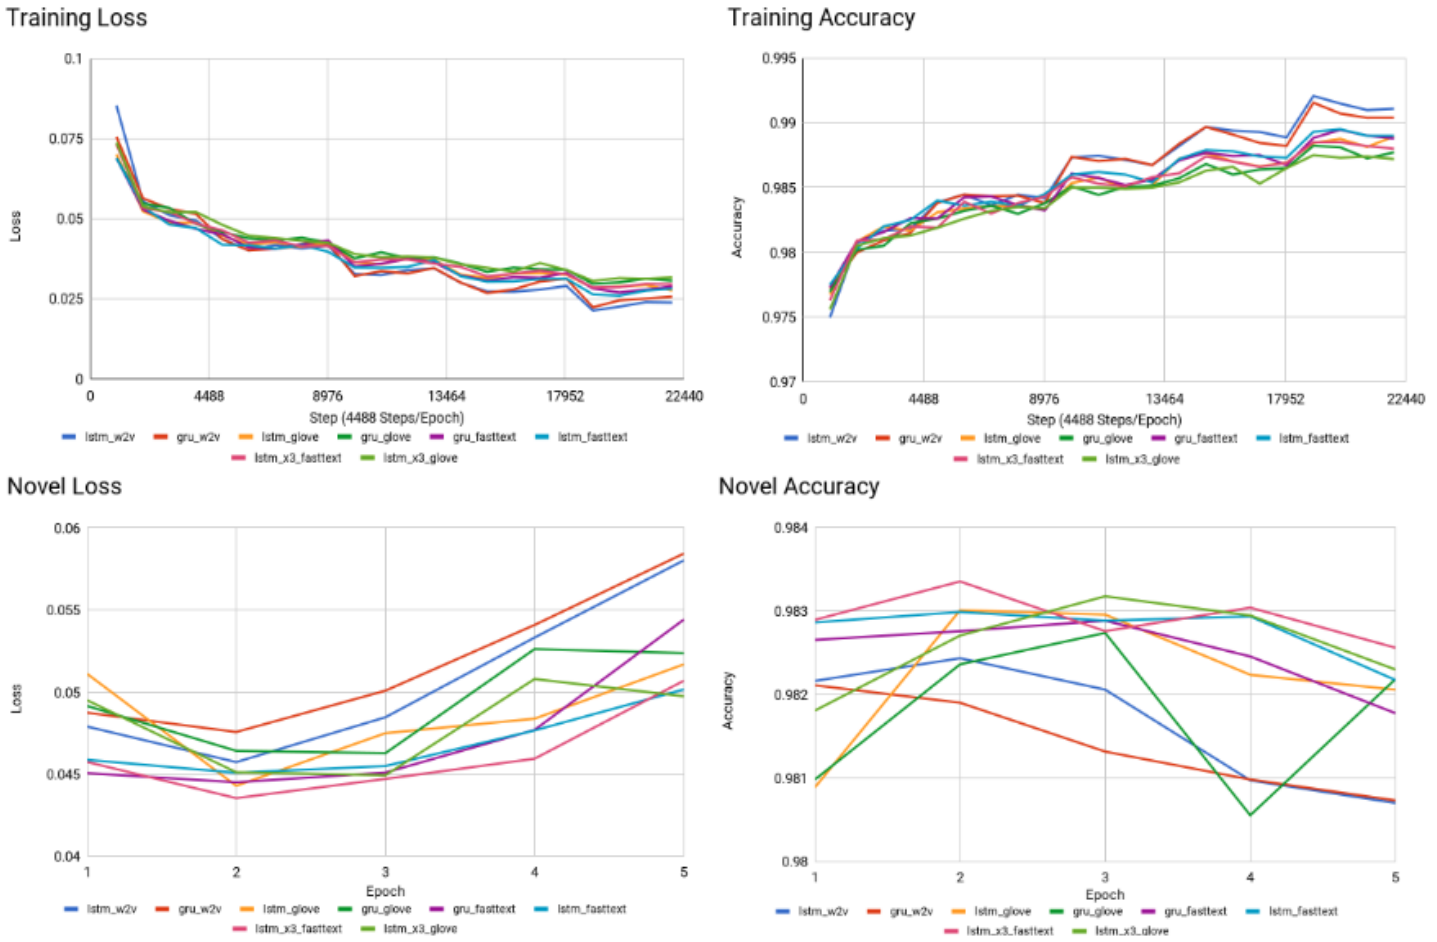 Training Loss
0.1
0.075
0.05
0.025
0
Loss
0 4488 8976 13464 17952 22440
Step (4488 Steps/Epoch)
lstm_w2v gru_w2v lstm_glove gru_glove gru_fasttext lstm_fasttext
lstm_x3_fasttext lstm_x3_glove
Training Accuracy
0.995
0.99
0.985
0.98
0.975
0.97
Accuracy
0 4488 8976 13464 17952 22440
Step (4488 Steps/Epoch)
lstm_w2v gru_w2v lstm_glove gru_glove gru_fasttext lstm_fasttext
lstm_x3_fasttext lstm_x3_glove
Novel Loss
0.06
0.055
0.05
0.045
0.04
Loss
1 2 3 4 5
Epoch
lstm_w2v gru_w2v lstm_glove gru_glove gru_fasttext lstm_fasttext
lstm_x3_fasttext lstm_x3_glove
Novel Accuracy
0.984
0.983
0.982
0.981
0.98
Accuracy
1 2 3 4 5
Epoch
lstm_w2v gru_w2v lstm_glove gru_glove gru_fasttext lstm_fasttext
lstm_x3_fasttext lstm_x3_glove